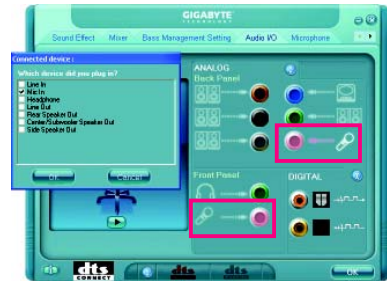 GIGABYTE
TECHNOLOGY
Sound Effect Mixer Bass Management Setting Audio I/O Microphone
Connected device :
Which device did you plug in?
Line In
Mic In
Headphone
Line Out
Rear Speaker Out
Center/Subwoofer Speaker Out
Side Speaker Out
OK Cancel
ANALOG
Back Panel
Front Panel
DIGITAL
dts
CONNECT
dts
dts
OK